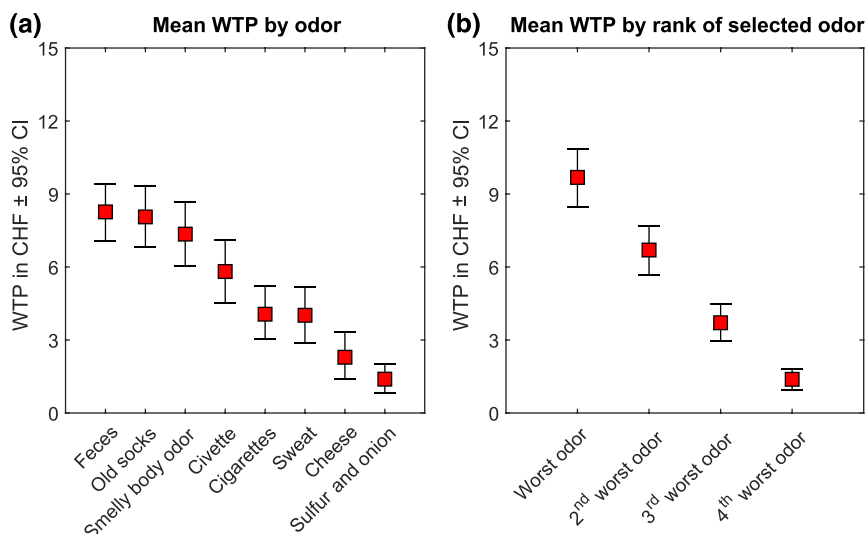 (a) Mean WTP by odor
WTP in CHF ± 95% CI
15
12
9
6
3
0
Feces
Old socks
Smelly body odor
Civette
Cigarettes
Sweat
Cheese
Sulfur and onion
(b) Mean WTP by rank of selected odor
WTP in CHF ± 95% CI
15
12
9
6
3
0
Worst odor
2nd worst odor
3rd worst odor
4th worst odor